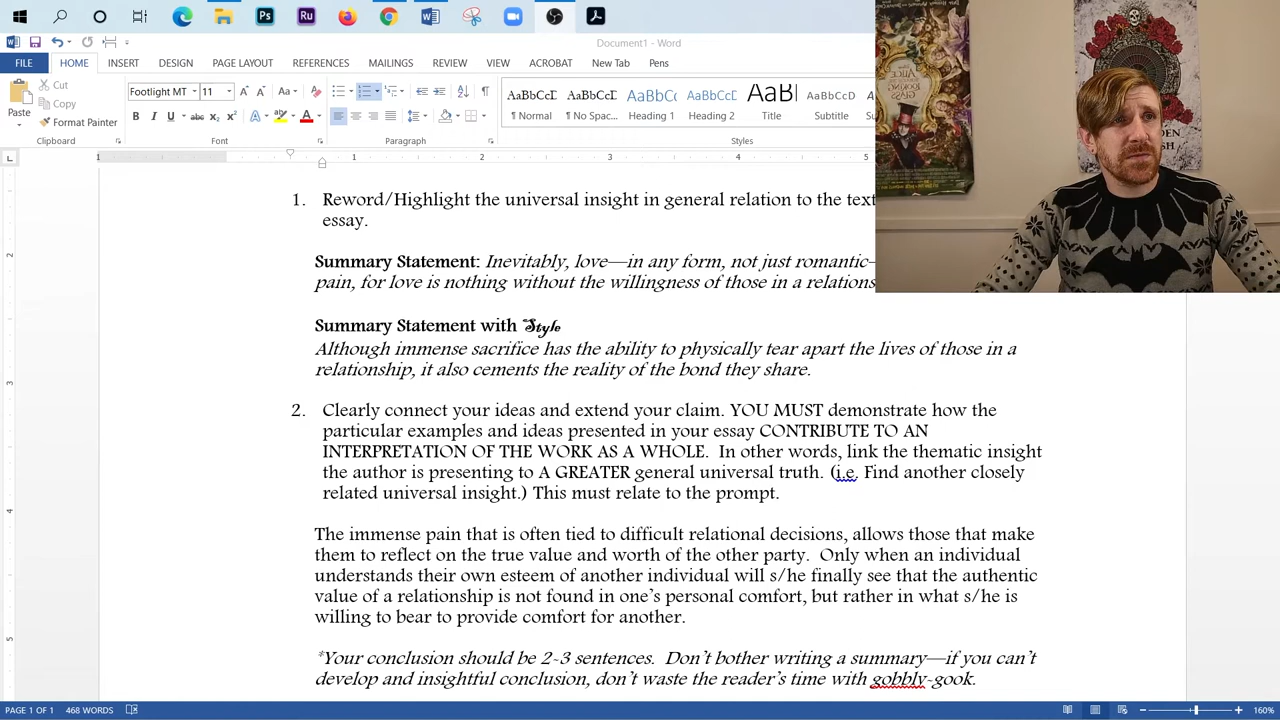 Document1 - Word
FILE HOME INSERT DESIGN PAGE LAYOUT REFERENCES MAILINGS REVIEW VIEW ACROBAT New Tab Pens
Paste
Cut
Copy
Format Painter
Footlight MT 11
AaBbCcD AaBbCcD AaBbCc AaBbCcD AaB AaBbCcD
¶ Normal ¶ No Spac... Heading 1 Heading 2 Title Subtitle
Clipboard Font Paragraph Styles
1. Reword/Highlight the universal insight in general relation to the text
essay.
Summary Statement: Inevitably, love—in any form, not just romantic—
pain, for love is nothing without the willingness of those in a relations
Summary Statement with Style
Although immense sacrifice has the ability to physically tear apart the lives of those in a
relationship, it also cements the reality of the bond they share.
2. Clearly connect your ideas and extend your claim. YOU MUST demonstrate how the
particular examples and ideas presented in your essay CONTRIBUTE TO AN
INTERPRETATION OF THE WORK AS A WHOLE. In other words, link the thematic insight
the author is presenting to A GREATER general universal truth. (i.e. Find another closely
related universal insight.) This must relate to the prompt.
The immense pain that is often tied to difficult relational decisions, allows those that make
them to reflect on the true value and worth of the other party. Only when an individual
understands their own esteem of another individual will s/he finally see that the authentic
value of a relationship is not found in one's personal comfort, but rather in what s/he is
willing to bear to provide comfort for another.
*Your conclusion should be 2-3 sentences. Don't bother writing a summary—if you can't
develop and insightful conclusion, don't waste the reader's time with gobbly-gook.
PAGE 1 OF 1 468 WORDS 160%